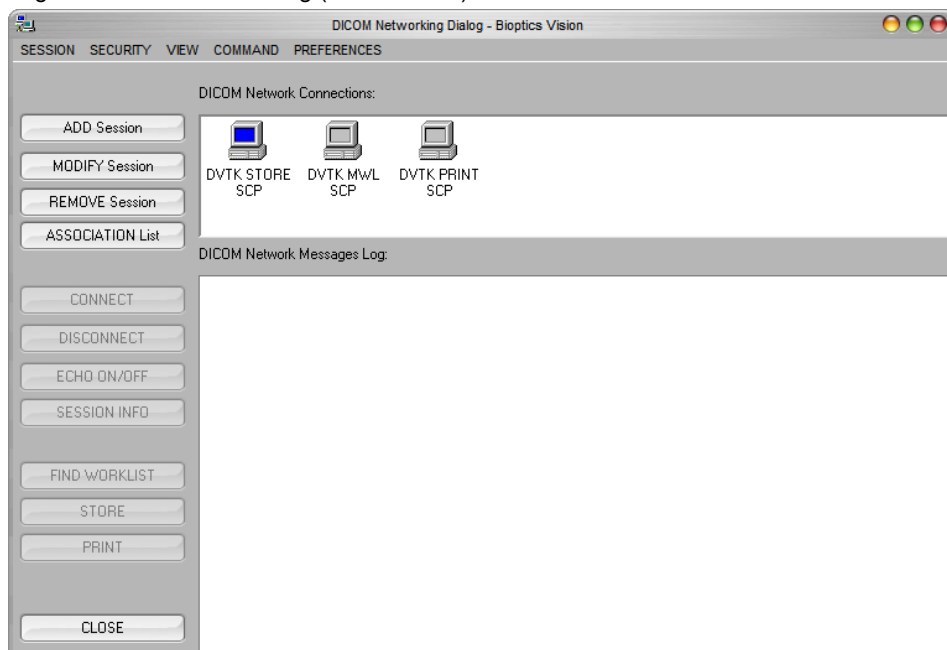 DICOM Networking Dialog - Bioptics Vision
SESSION SECURITY VIEW COMMAND PREFERENCES
DICOM Network Connections:
ADD Session
MODIFY Session
REMOVE Session
ASSOCIATION List
DVTK STORE SCP
DVTK MWL SCP
DVTK PRINT SCP
DICOM Network Messages Log:
CONNECT
DISCONNECT
ECHO ON/OFF
SESSION INFO
FIND WORKLIST
STORE
PRINT
CLOSE